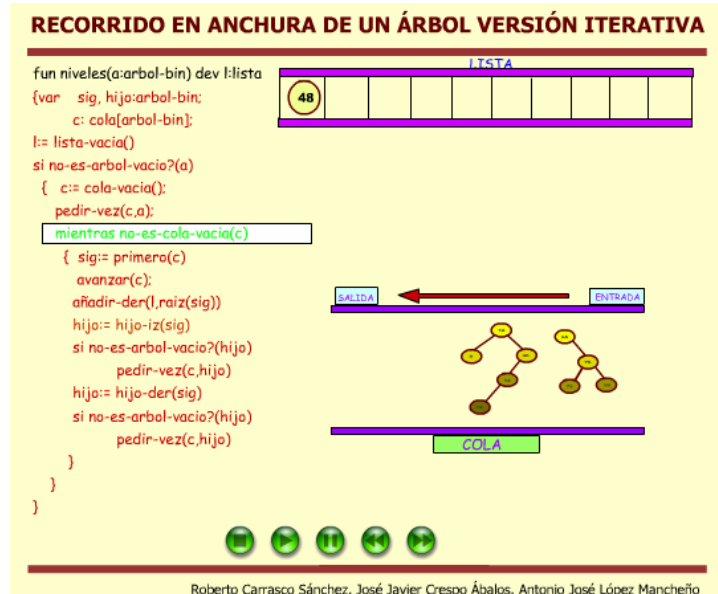 RECORRIDO EN ANCHURA DE UN ÁRBOL VERSIÓN ITERATIVA
LISTA
48
fun niveles(a:arbol-bin) dev l:lista
{var sig, hijo:arbol-bin;
c: cola[arbol-bin];
l:= lista-vacia()
si no-es-arbol-vacio?(a)
{ c:= cola-vacia();
pedir-vez(c,a);
mientras no-es-cola-vacia(c)
{ sig:= primero(c)
avanzar(c);
añadir-der(l,raiz(sig))
hijo:= hijo-iz(sig)
si no-es-arbol-vacio?(hijo)
pedir-vez(c,hijo)
hijo:= hijo-der(sig)
si no-es-arbol-vacio?(hijo)
pedir-vez(c,hijo)
}
}
}
SALIDA
ENTRADA
COLA
Roberto Carrasco Sánchez, José Javier Crespo Ábalos, Antonio José López Mancheño